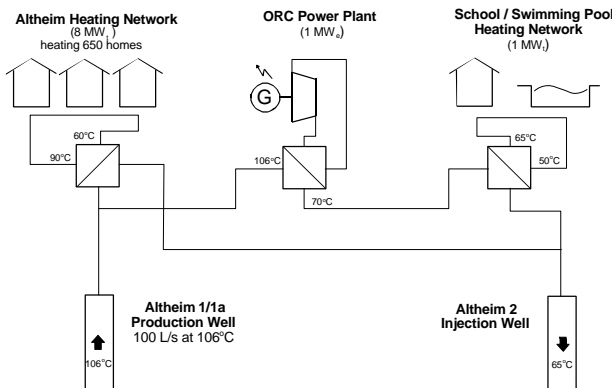 Altheim Heating Network
(8 MWt)
heating 650 homes
ORC Power Plant
(1 MWe)
School / Swimming Pool
Heating Network
(1 MWt)
G
60°C
90°C
106°C
70°C
65°C
50°C
Altheim 1/1a
Production Well
100 L/s at 106°C
106°C
Altheim 2
Injection Well
65°C